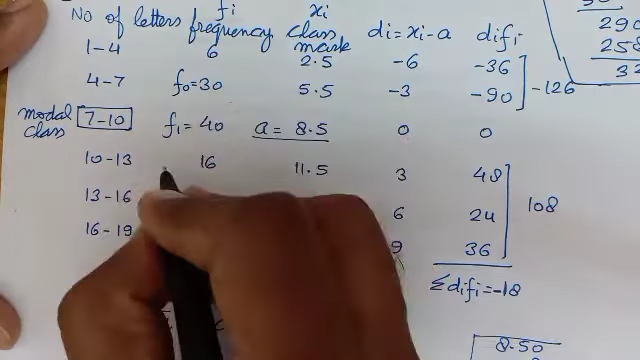 fi xi
No of letters frequency class mark di = xi - a difi
1-4 6 2.5 -6 -36
4-7 f0=30 5.5 -3 -90 -126
modal class 7-10 f1 = 40 a = 8.5 0 0
10-13 16 11.5 3 48
13-16 6 24 108
16-19 9 36
Σdifi = -18
8.50
290
258